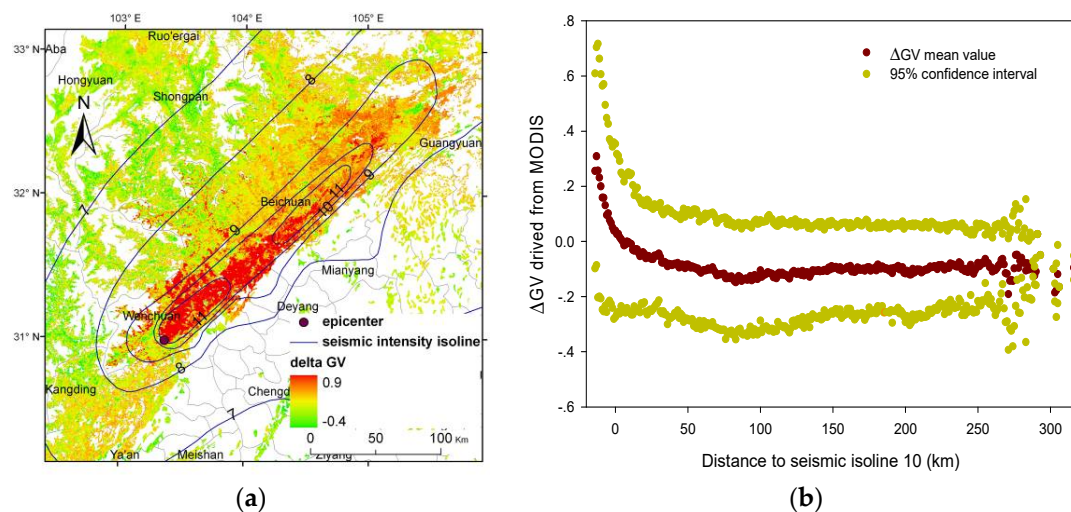 103° E
104° E
105° E
33° N
Aba
Ruo'ergai
8
Hongyuan
N
Shongpan
Guangyuan
32° N
7
11
9
Beichuan
10
9
Mianyang
Wenchuan
11
Deyang
31° N
epicenter
8
seismic intensity isoline
delta GV
0.9
Kangding
Chengd
-0.4
7
0
50
100 Km
Ya'an
Meishan
Ziyang
(a)
ΔGV drived from MODIS
.8
.6
.4
.2
0.0
-.2
-.4
-.6
ΔGV mean value
95% confidence interval
0
50
100
150
200
250
300
Distance to seismic isoline 10 (km)
(b)